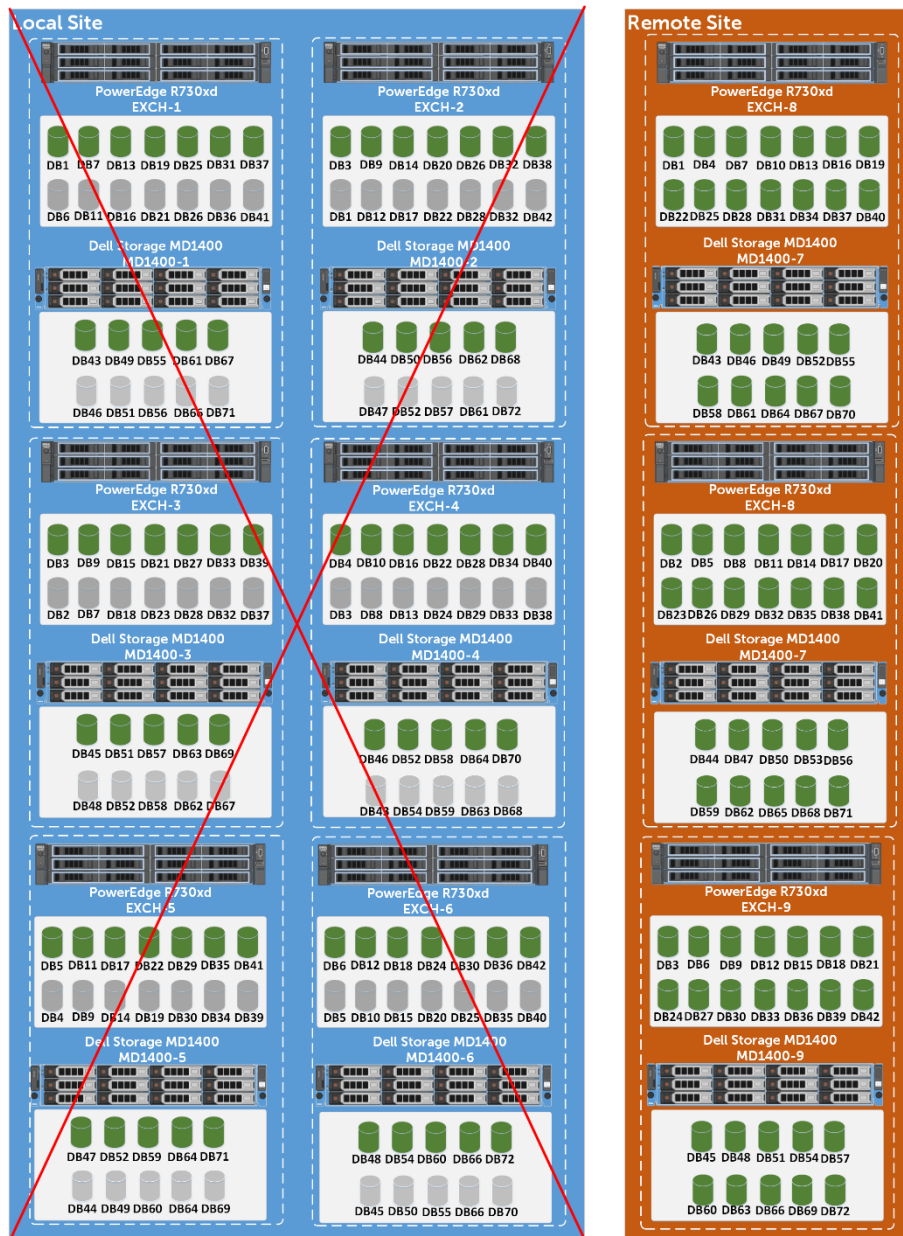 Local Site
PowerEdge R730xd
EXCH-1
DB1 DB7 DB13 DB19 DB25 DB31 DB37
DB6 DB11 DB16 DB21 DB26 DB36 DB41
Dell Storage MD1400
MD1400-1
DB43 DB49 DB55 DB61 DB67
DB46 DB51 DB56 DB66 DB71
PowerEdge R730xd
EXCH-2
DB3 DB9 DB14 DB20 DB26 DB32 DB38
DB1 DB12 DB17 DB22 DB28 DB32 DB42
Dell Storage MD1400
MD1400-2
DB44 DB50 DB56 DB62 DB68
DB47 DB52 DB57 DB61 DB72
PowerEdge R730xd
EXCH-3
DB3 DB9 DB15 DB21 DB27 DB33 DB39
DB2 DB7 DB18 DB23 DB28 DB32 DB37
Dell Storage MD1400
MD1400-3
DB45 DB51 DB57 DB63 DB69
DB48 DB52 DB58 DB62 DB67
PowerEdge R730xd
EXCH-4
DB4 DB10 DB16 DB22 DB28 DB34 DB40
DB3 DB8 DB13 DB24 DB29 DB33 DB38
Dell Storage MD1400
MD1400-4
DB46 DB52 DB58 DB64 DB70
DB43 DB54 DB59 DB63 DB68
PowerEdge R730xd
EXCH-5
DB5 DB11 DB17 DB22 DB29 DB35 DB41
DB4 DB9 DB14 DB19 DB30 DB34 DB39
Dell Storage MD1400
MD1400-5
DB47 DB52 DB59 DB64 DB71
DB44 DB49 DB60 DB64 DB69
PowerEdge R730xd
EXCH-6
DB6 DB12 DB18 DB24 DB30 DB36 DB42
DB5 DB10 DB15 DB20 DB25 DB35 DB40
Dell Storage MD1400
MD1400-6
DB48 DB54 DB60 DB66 DB72
DB45 DB50 DB55 DB66 DB70
Remote Site
PowerEdge R730xd
EXCH-8
DB1 DB4 DB7 DB10 DB13 DB16 DB19
DB22 DB25 DB28 DB31 DB34 DB37 DB40
Dell Storage MD1400
MD1400-7
DB43 DB46 DB49 DB52 DB55
DB58 DB61 DB64 DB67 DB70
PowerEdge R730xd
EXCH-8
DB2 DB5 DB8 DB11 DB14 DB17 DB20
DB23 DB26 DB29 DB32 DB35 DB38 DB41
Dell Storage MD1400
MD1400-7
DB44 DB47 DB50 DB53 DB56
DB59 DB62 DB65 DB68 DB71
PowerEdge R730xd
EXCH-9
DB3 DB6 DB9 DB12 DB15 DB18 DB21
DB24 DB27 DB30 DB33 DB36 DB39 DB42
Dell Storage MD1400
MD1400-9
DB45 DB48 DB51 DB54 DB57
DB60 DB63 DB66 DB69 DB72